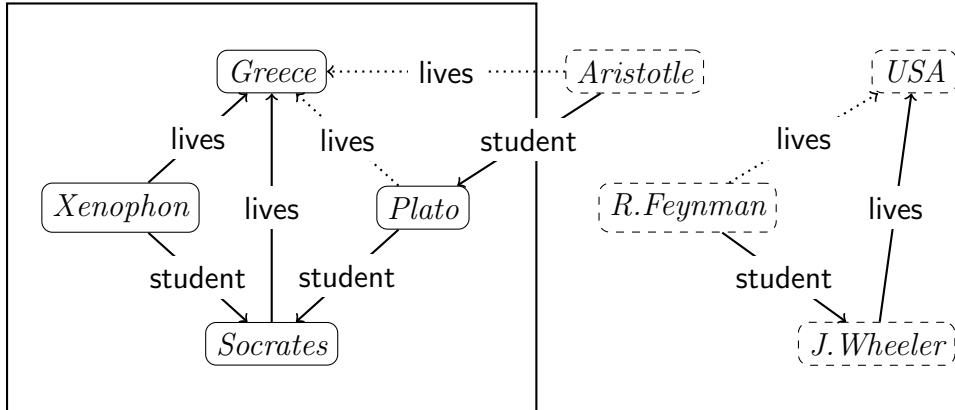 Greece
lives
Aristotle
USA
lives
lives
student
lives
Xenophon
lives
Plato
R.Feynman
lives
student
student
student
Socrates
J.Wheeler